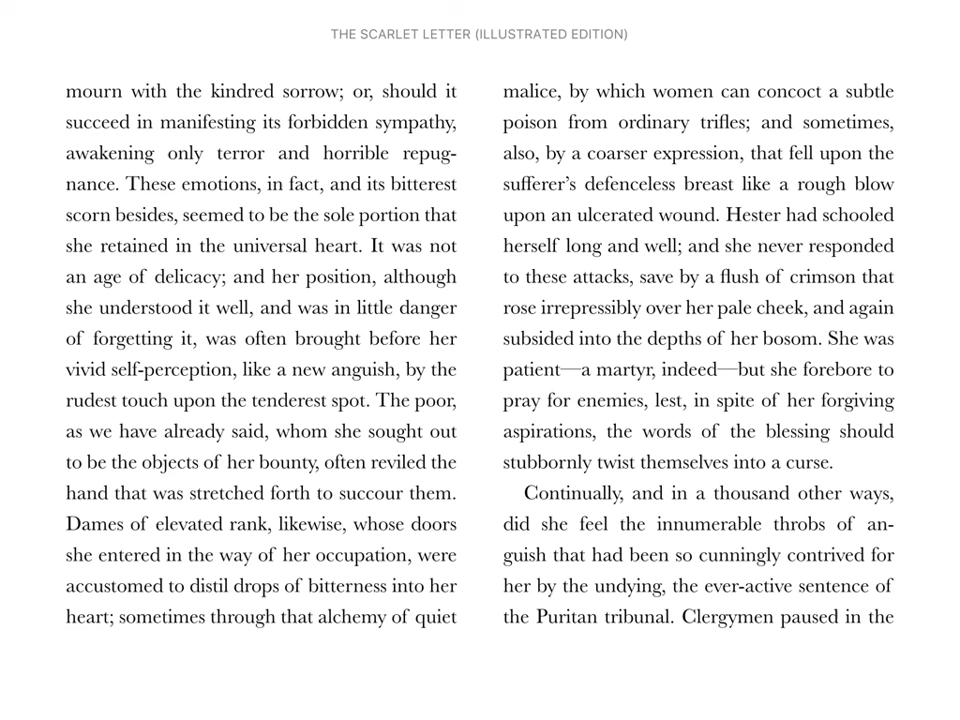 THE SCARLET LETTER (ILLUSTRATED EDITION)
mourn with the kindred sorrow; or, should it
succeed in manifesting its forbidden sympathy,
awakening only terror and horrible repug-
nance. These emotions, in fact, and its bitterest
scorn besides, seemed to be the sole portion that
she retained in the universal heart. It was not
an age of delicacy; and her position, although
she understood it well, and was in little danger
of forgetting it, was often brought before her
vivid self-perception, like a new anguish, by the
rudest touch upon the tenderest spot. The poor,
as we have already said, whom she sought out
to be the objects of her bounty, often reviled the
hand that was stretched forth to succour them.
Dames of elevated rank, likewise, whose doors
she entered in the way of her occupation, were
accustomed to distil drops of bitterness into her
heart; sometimes through that alchemy of quiet
malice, by which women can concoct a subtle
poison from ordinary trifles; and sometimes,
also, by a coarser expression, that fell upon the
sufferer’s defenceless breast like a rough blow
upon an ulcerated wound. Hester had schooled
herself long and well; and she never responded
to these attacks, save by a flush of crimson that
rose irrepressibly over her pale cheek, and again
subsided into the depths of her bosom. She was
patient—a martyr, indeed—but she forebore to
pray for enemies, lest, in spite of her forgiving
aspirations, the words of the blessing should
stubbornly twist themselves into a curse.
Continually, and in a thousand other ways,
did she feel the innumerable throbs of an-
guish that had been so cunningly contrived for
her by the undying, the ever-active sentence of
the Puritan tribunal. Clergymen paused in the